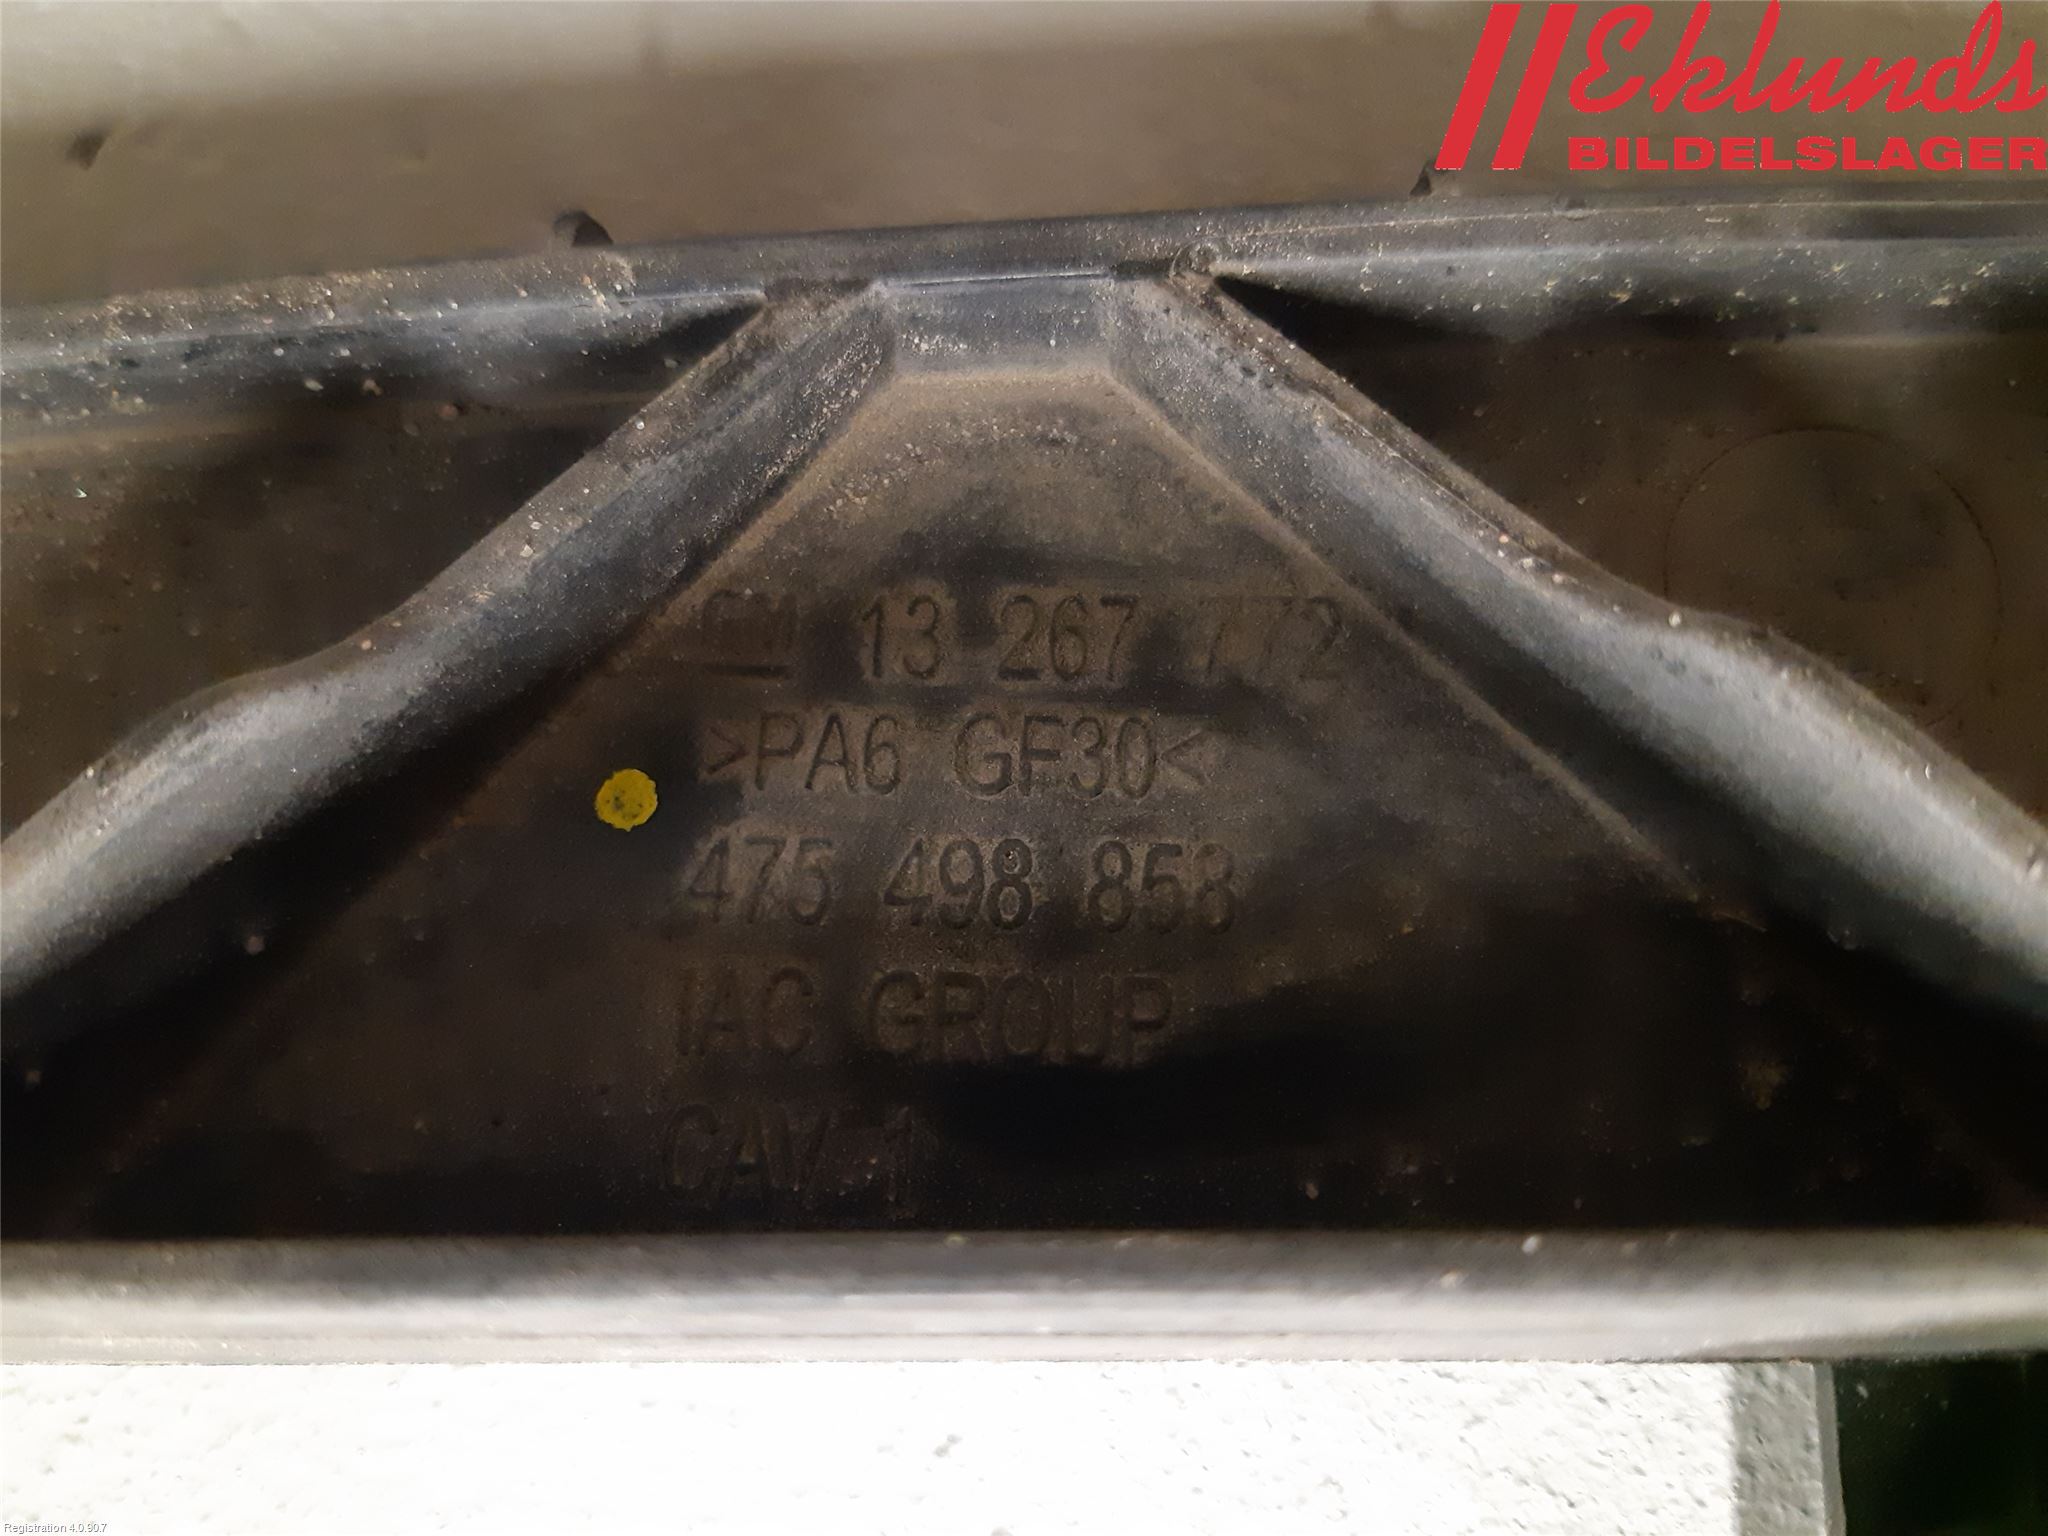 Eklunds
BILDELSLAGER
GM 13 267 772
>PA6 GF30<
475 498 858
IAC GROUP
CAV 1
Registration 4.0.90.7